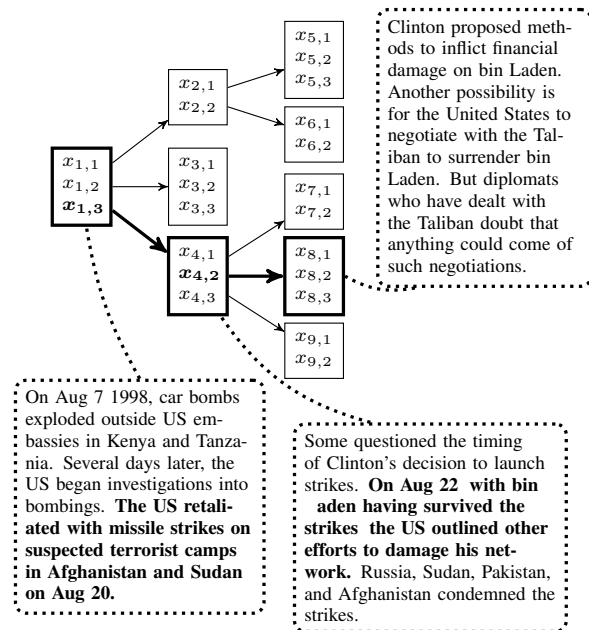 x5,1
x5,2
x5,3
x2,1
x2,2
x6,1
x6,2
x1,1
x1,2
x1,3
x3,1
x3,2
x3,3
x7,1
x7,2
x4,1
x4,2
x4,3
x8,1
x8,2
x8,3
x9,1
x9,2
Clinton proposed meth-
ods to inflict financial
damage on bin Laden.
Another possibility is
for the United States to
negotiate with the Tal-
iban to surrender bin
Laden. But diplomats
who have dealt with
the Taliban doubt that
anything could come of
such negotiations.
On Aug 7 1998, car bombs
exploded outside US em-
bassies in Kenya and Tanza-
nia. Several days later, the
US began investigations into
bombings. The US retali-
ated with missile strikes on
suspected terrorist camps
in Afghanistan and Sudan
on Aug 20.
Some questioned the timing
of Clinton's decision to launch
strikes. On Aug 22 with bin
aden having survived the
strikes the US outlined other
efforts to damage his net-
work. Russia, Sudan, Pakistan,
and Afghanistan condemned the
strikes.